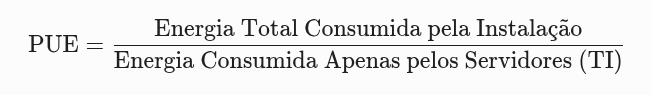 PUE = Energia Total Consumida pela Instalação
Energia Consumida Apenas pelos Servidores (TI)